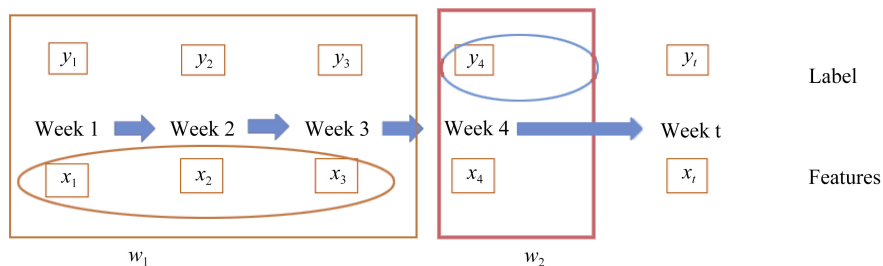 y₁ y₂ y₃ y₄ yₜ Label
Week 1 Week 2 Week 3 Week 4 Week t
x₁ x₂ x₃ x₄ xₜ Features
w₁ w₂